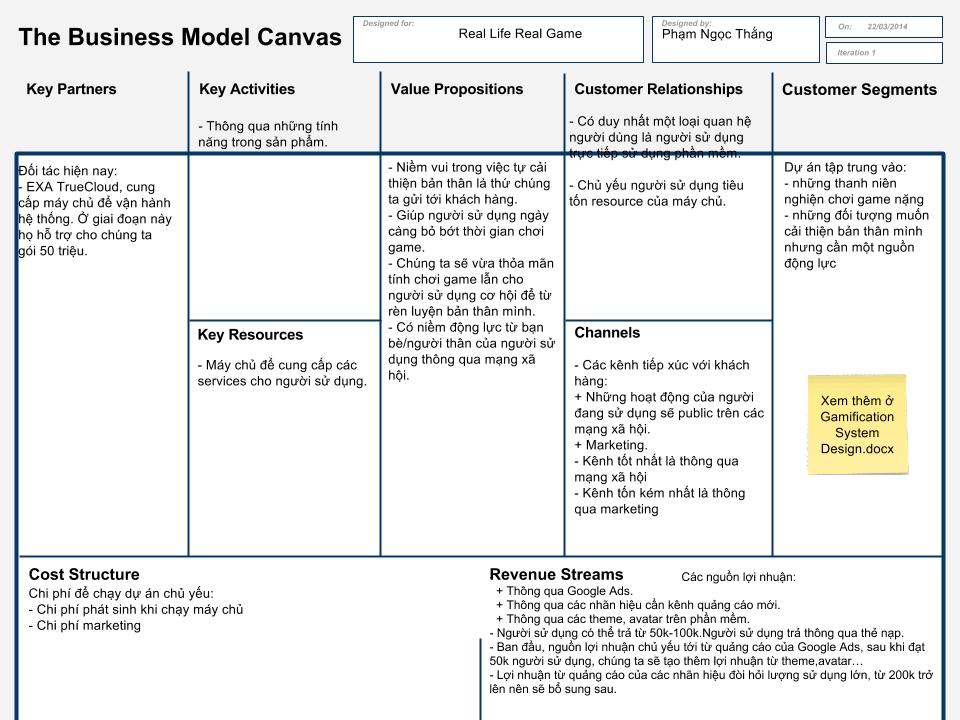 The Business Model Canvas
Designed for:
Real Life Real Game
Designed by:
Phạm Ngọc Thắng
On: 22/03/2014
Iteration 1
Key Partners
Đối tác hiện nay:
- EXA TrueCloud, cung
cấp máy chủ để vận hành
hệ thống. Ở giai đoạn này
họ hỗ trợ cho chúng ta
gói 50 triệu.
Key Activities
- Thông qua những tính
năng trong sản phẩm.
Key Resources
- Máy chủ để cung cấp các
services cho người sử dụng.
Value Propositions
- Niềm vui trong việc tự cải
thiện bản thân là thứ chúng
ta gửi tới khách hàng.
- Giúp người sử dụng ngày
càng bỏ bớt thời gian chơi
game.
- Chúng ta sẽ vừa thỏa mãn
tính chơi game lẫn cho
người sử dụng cơ hội để tự
rèn luyện bản thân mình.
- Có niềm động lực từ bạn
bè/người thân của người sử
dụng thông qua mạng xã
hội.
Customer Relationships
- Có duy nhất một loại quan hệ
người dùng là người sử dụng
trực tiếp sử dụng phần mềm.
- Chủ yếu người sử dụng tiêu
tốn resource của máy chủ.
Channels
- Các kênh tiếp xúc với khách
hàng:
+ Những hoạt động của người
đang sử dụng sẽ public trên các
mạng xã hội.
+ Marketing.
- Kênh tốt nhất là thông qua
mạng xã hội
- Kênh tốn kém nhất là thông
qua marketing
Customer Segments
Dự án tập trung vào:
- những thanh niên
nghiện chơi game nặng
- những đối tượng muốn
cải thiện bản thân mình
nhưng cần một nguồn
động lực
Xem thêm ở
Gamification
System
Design.docx
Cost Structure
Chi phí để chạy dự án chủ yếu:
- Chi phí phát sinh khi chạy máy chủ
- Chi phí marketing
Revenue Streams
Các nguồn lợi nhuận:
+ Thông qua Google Ads.
+ Thông qua các nhãn hiệu cần kênh quảng cáo mới.
+ Thông qua các theme, avatar trên phần mềm.
- Người sử dụng có thể trả từ 50k-100k.Người sử dụng trả thông qua thẻ nạp.
- Ban đầu, nguồn lợi nhuận chủ yếu tới từ quảng cáo của Google Ads, sau khi đạt
50k người sử dụng, chúng ta sẽ tạo thêm lợi nhuận từ theme,avatar…
- Lợi nhuận từ quảng cáo của các nhãn hiệu đòi hỏi lượng sử dụng lớn, từ 200k trở
lên nên sẽ bổ sung sau.